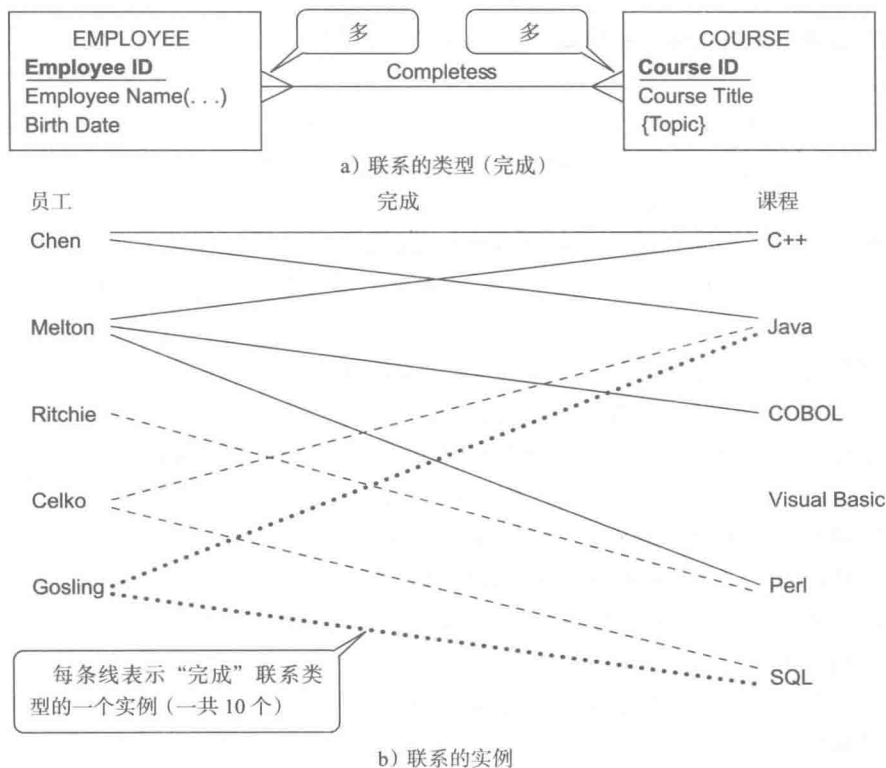 EMPLOYEE
Employee ID
Employee Name(. . .)
Birth Date
多
多
Completess
COURSE
Course ID
Course Title
{Topic}
a) 联系的类型 (完成)
员工
完成
课程
Chen
C++
Melton
Java
Ritchie
COBOL
Celko
Visual Basic
Gosling
Perl
每条线表示“完成”联系类
型的一个实例 (一共 10 个)
SQL
b) 联系的实例